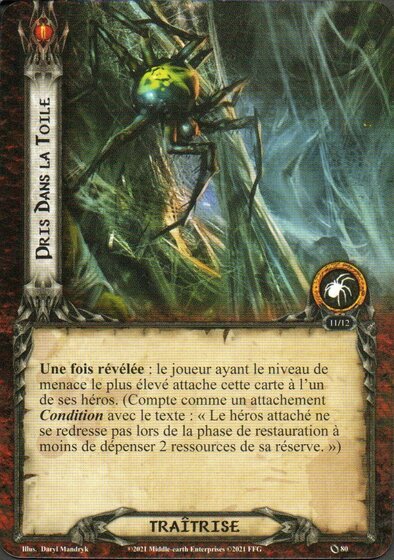 Pris Dans la Toile
11/12
Une fois révélée : le joueur ayant le niveau de
menace le plus élevé attache cette carte à l'un
de ses héros. (Compte comme un attachement
Condition avec le texte : « Le héros attaché ne
se redresse pas lors de la phase de restauration à
moins de dépenser 2 ressources de sa réserve. »)
TRAÎTRISE
Illus. Daryl Mandryk ©2021 Middle-earth Enterprises ©2021 FFG 80